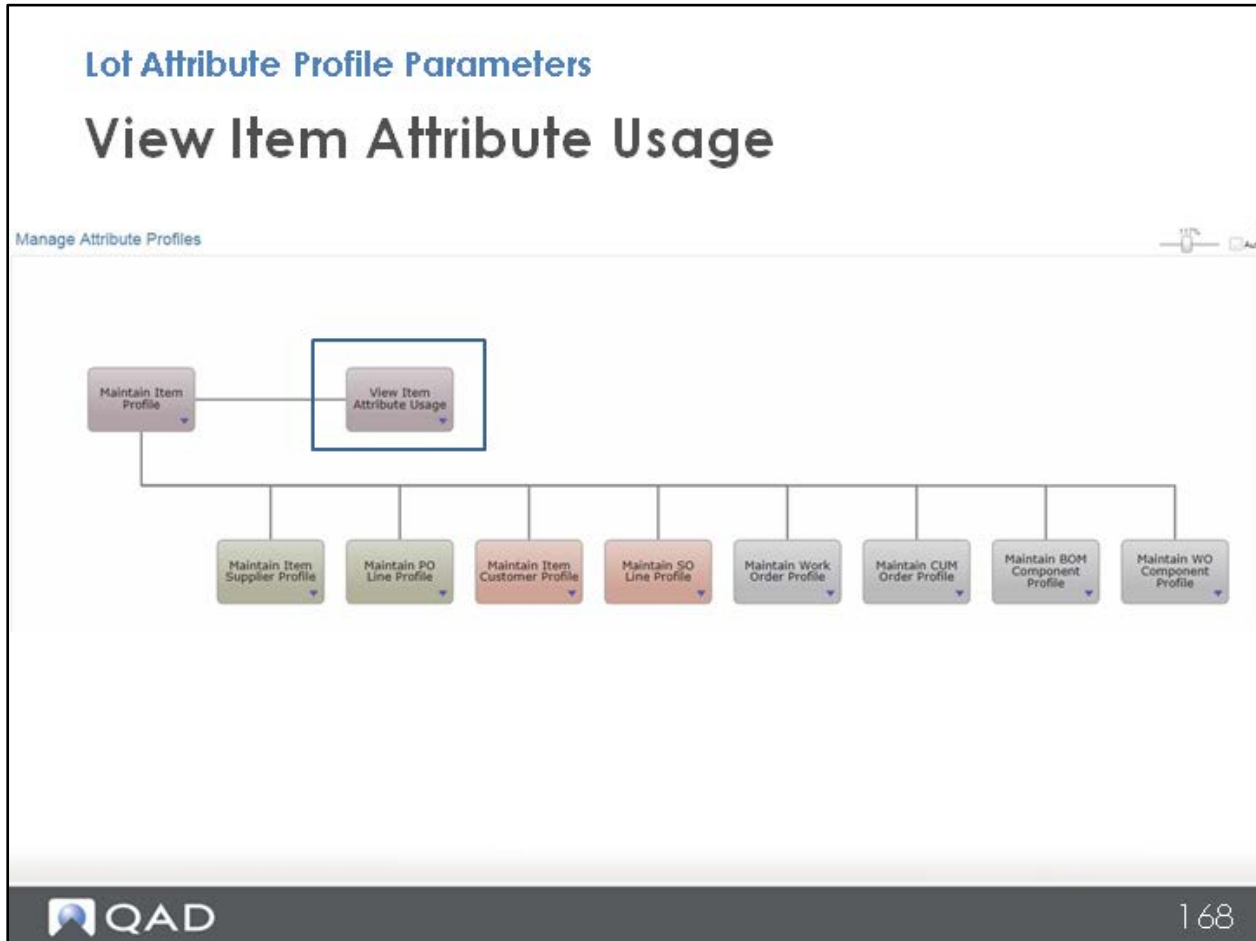 Lot Attribute Profile Parameters
View Item Attribute Usage
Manage Attribute Profiles
117%
Maintain Item
Profile
View Item
Attribute Usage
Maintain Item
Supplier Profile
Maintain PO
Line Profile
Maintain Item
Customer Profile
Maintain SO
Line Profile
Maintain Work
Order Profile
Maintain CUM
Order Profile
Maintain BOM
Component
Profile
Maintain WO
Component
Profile
QAD
168